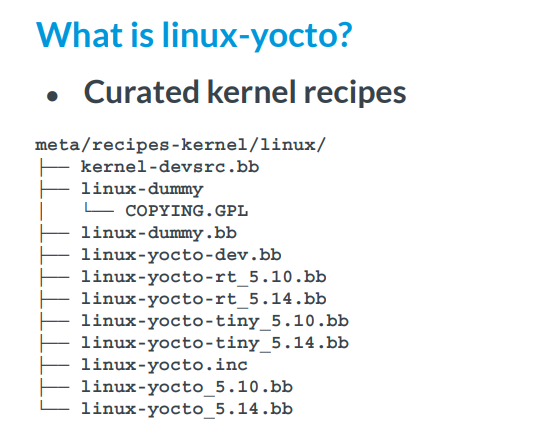 What is linux-yocto?
● Curated kernel recipes
meta/recipes-kernel/linux/
├── kernel-devsrc.bb
├── linux-dummy
│   └── COPYING.GPL
├── linux-dummy.bb
├── linux-yocto-dev.bb
├── linux-yocto-rt_5.10.bb
├── linux-yocto-rt_5.14.bb
├── linux-yocto-tiny_5.10.bb
├── linux-yocto-tiny_5.14.bb
├── linux-yocto.inc
├── linux-yocto_5.10.bb
└── linux-yocto_5.14.bb